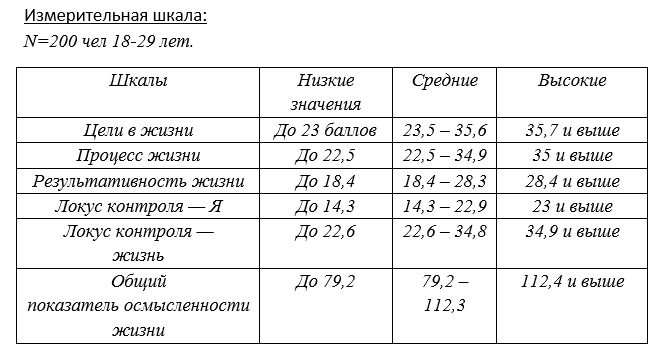 Измерительная шкала:
N=200 чел 18-29 лет.
Шкалы Низкие значения Средние Высокие
Цели в жизни До 23 баллов 23,5 – 35,6 35,7 и выше
Процесс жизни До 22,5 22,5 – 34,9 35 и выше
Результативность жизни До 18,4 18,4 – 28,3 28,4 и выше
Локус контроля — Я До 14,3 14,3 – 22,9 23 и выше
Локус контроля — жизнь До 22,6 22,6 – 34,8 34,9 и выше
Общий показатель осмысленности жизни До 79,2 79,2 – 112,3 112,4 и выше